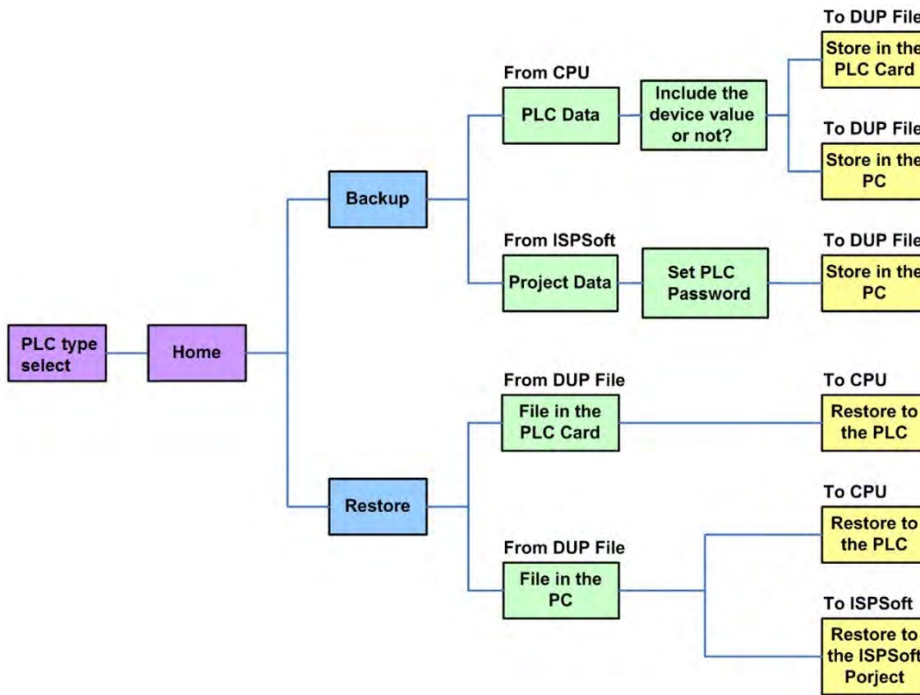 To DUP File
Store in the
PLC Card
From CPU
PLC Data
Include the
device value
or not?
To DUP File
Store in the
PC
Backup
From ISPSoft
Project Data
Set PLC
Password
To DUP File
Store in the
PC
PLC type
select
Home
From DUP File
File in the
PLC Card
To CPU
Restore to
the PLC
Restore
From DUP File
File in the
PC
To CPU
Restore to
the PLC
To ISPSoft
Restore to
the ISPSoft
Porject